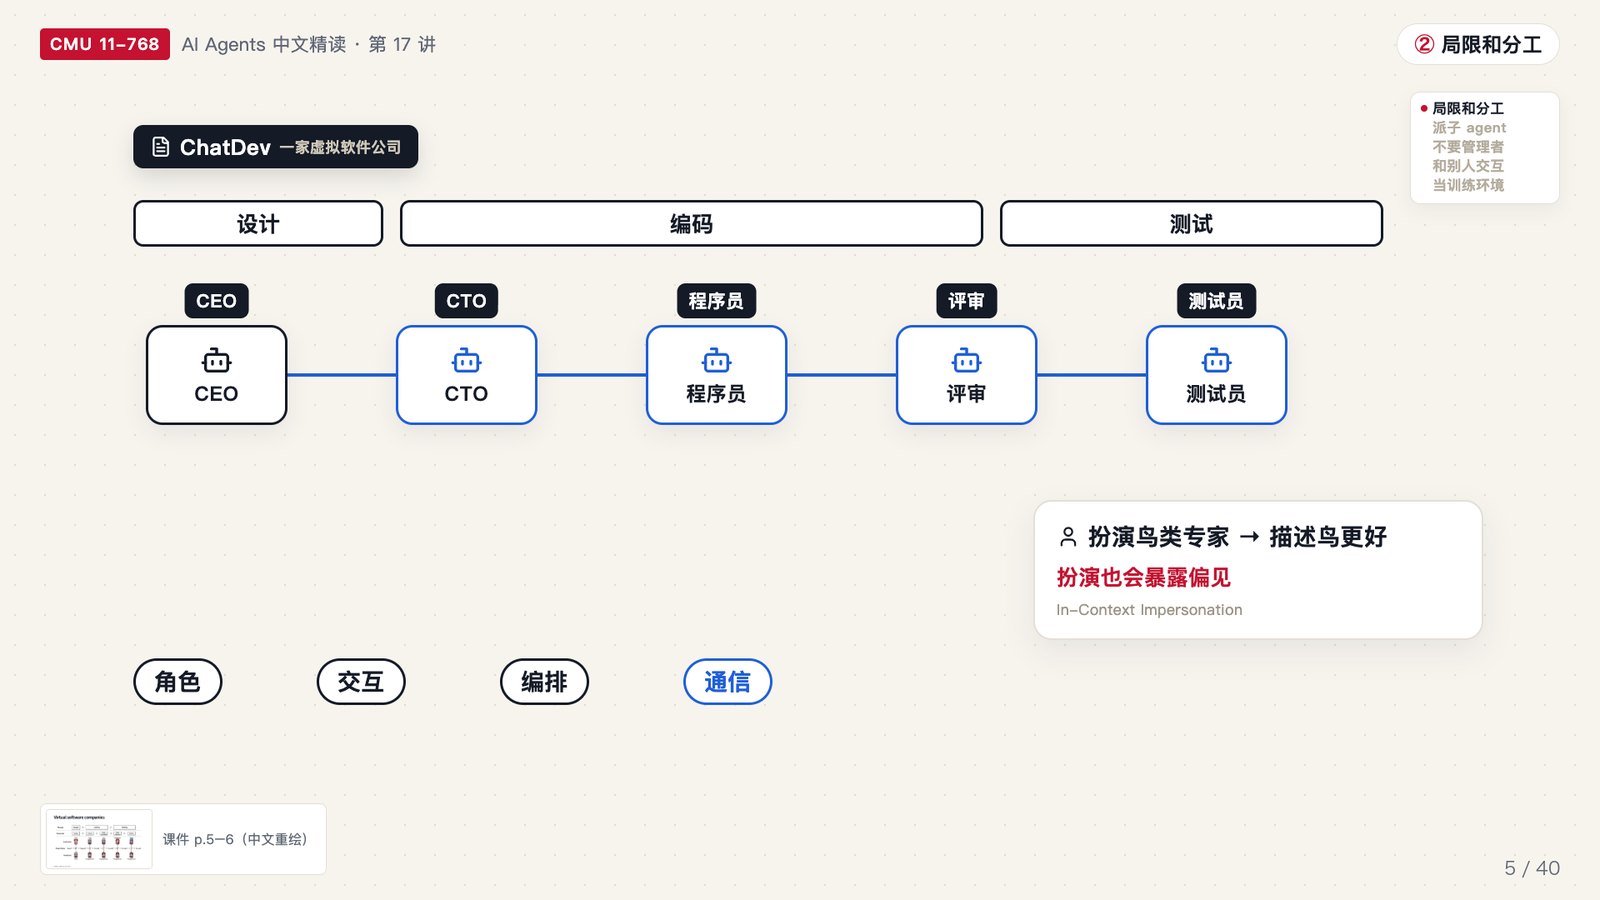 CMU 11-768 AI Agents 中文精读 · 第 17 讲
② 局限和分工
局限和分工
派子 agent
不要管理者
和别人交互
当训练环境
ChatDev 一家虚拟软件公司
设计 编码 测试
CEO CTO 程序员 评审 测试员
CEO CTO 程序员 评审 测试员
扮演鸟类专家 → 描述鸟更好
扮演也会暴露偏见
In-Context Impersonation
角色 交互 编排 通信
Virtual software companies
课件 p.5–6（中文重绘）
5 / 40